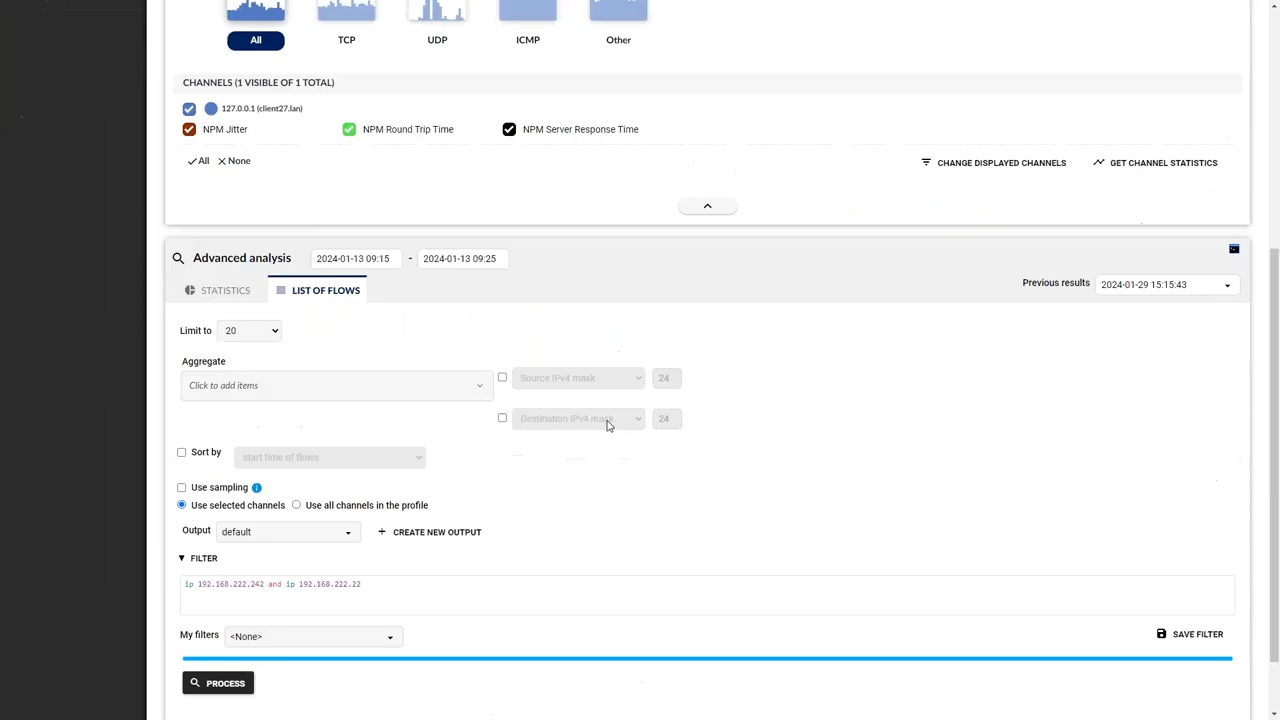 All TCP UDP ICMP Other
CHANNELS (1 VISIBLE OF 1 TOTAL)
127.0.0.1 (client27.lan)
NPM Jitter NPM Round Trip Time NPM Server Response Time
All None CHANGE DISPLAYED CHANNELS GET CHANNEL STATISTICS
Advanced analysis 2024-01-13 09:15 - 2024-01-13 09:25
STATISTICS LIST OF FLOWS Previous results 2024-01-29 15:15:43
Limit to 20
Aggregate
Click to add items Source IPv4 mask 24
Destination IPv4 mask 24
Sort by start time of flows
Use sampling
Use selected channels Use all channels in the profile
Output default + CREATE NEW OUTPUT
FILTER
ip 192.168.222.242 and ip 192.168.222.22
My filters <None> SAVE FILTER
PROCESS